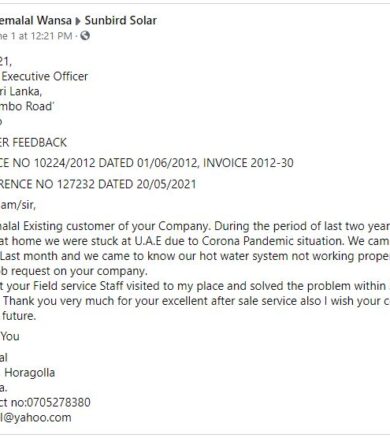 emalal Wansa ▸ Sunbird Solar
ne 1 at 12:21 PM ·
21,
Executive Officer
ri Lanka,
mbo Road'
o
ER FEEDBACK
CE NO 10224/2012 DATED 01/06/2012, INVOICE 2012-30
RENCE NO 127232 DATED 20/05/2021
am/sir,
alal Existing customer of your Company. During the period of last two year
at home we were stuck at U.A.E due to Corona Pandemic situation. We cam
Last month and we came to know our hot water system not working prope
ob request on your company.
t your Field service Staff visited to my place and solved the problem within
Thank you very much for your excellent after sale service also I wish your c
future.
You
al
Horagolla
a.
ct no:0705278380
l@yahoo.com